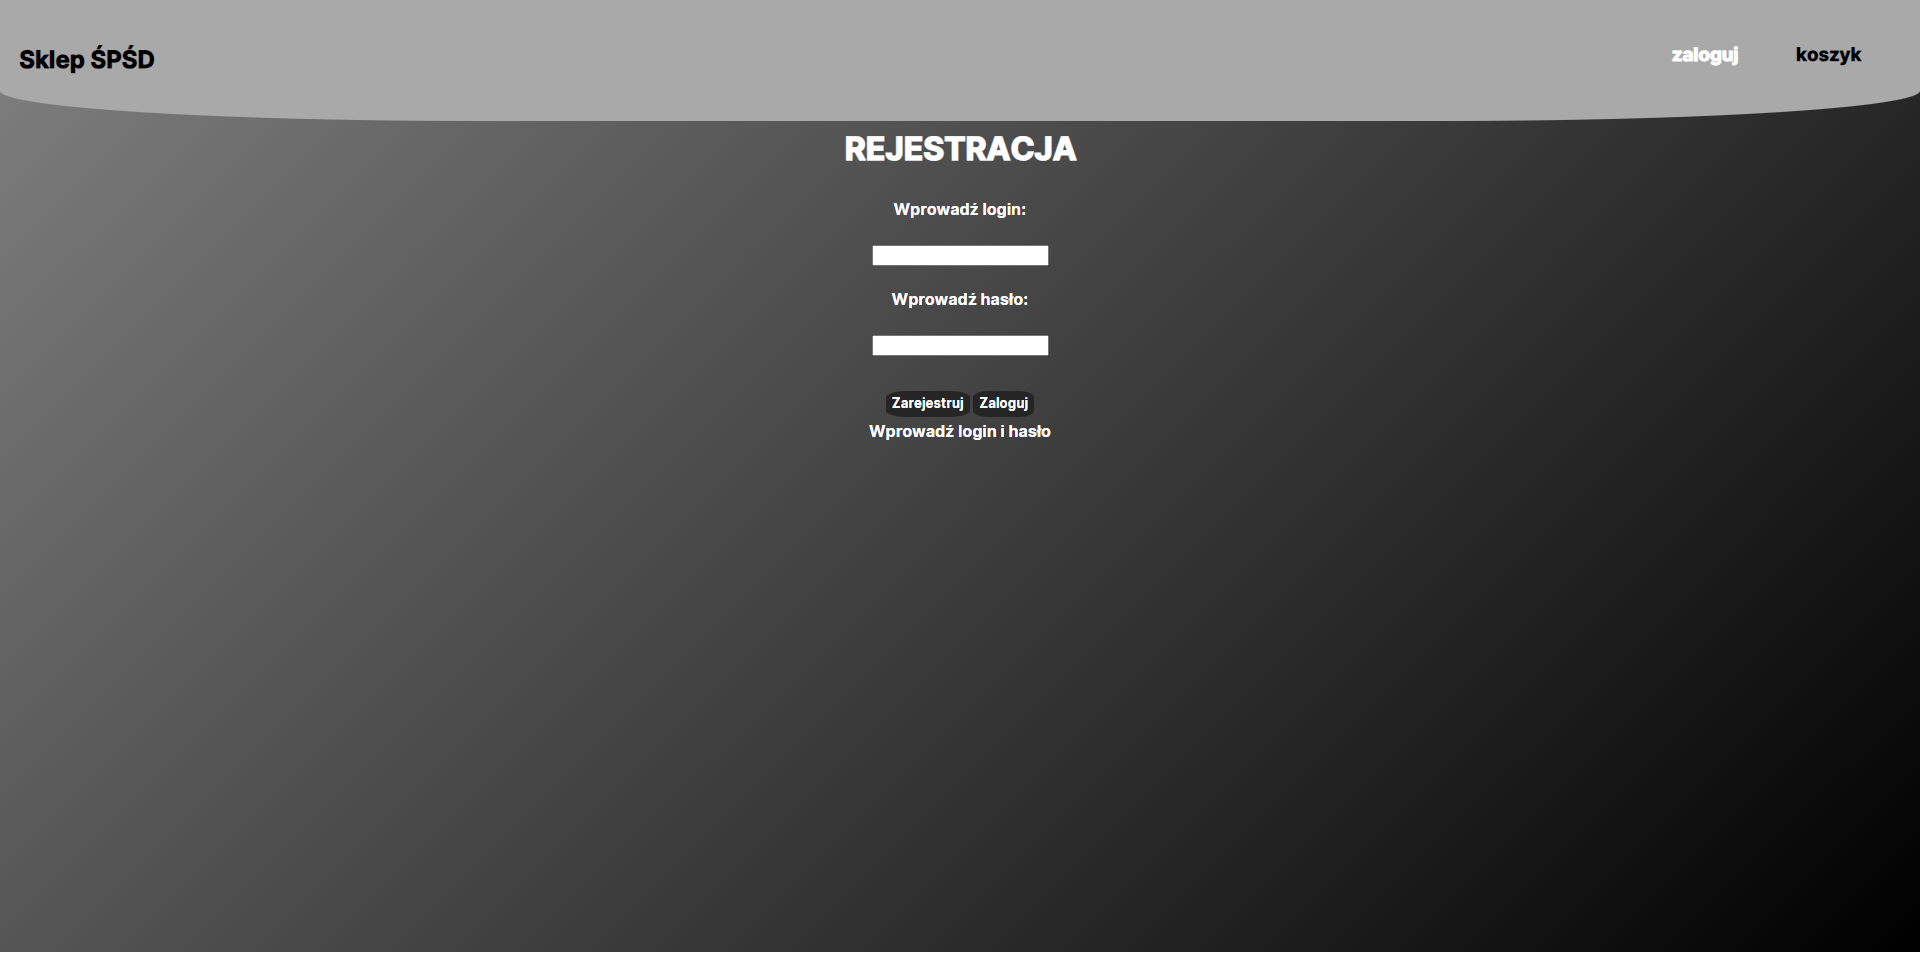 Sklep ŚPŚD
zaloguj
koszyk
REJESTRACJA
Wprowadź login:
Wprowadź hasło:
Zarejestruj Zaloguj
Wprowadź login i hasło